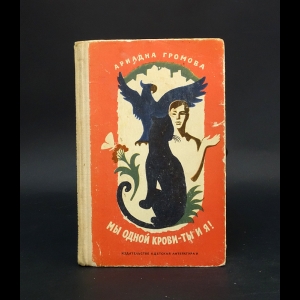 АРИАДНА ГРОМОВА
МЫ ОДНОЙ КРОВИ-ТЫ И Я!
ИЗДАТЕЛЬСТВО ДЕТСКАЯ ЛИТЕРАТУРА